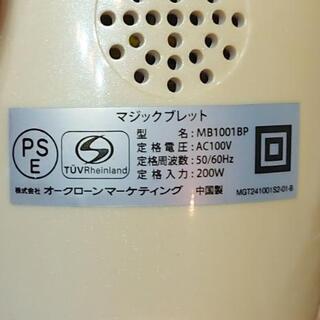 マジックブレット
PS
E
S
TÜVRheinland
型 名:MB1001BP
定格電圧:AC100V
定格周波数:50/60Hz
定格入力:200W
株式会社 オークローンマーケティング 中国製
MGT241001S2-01-B